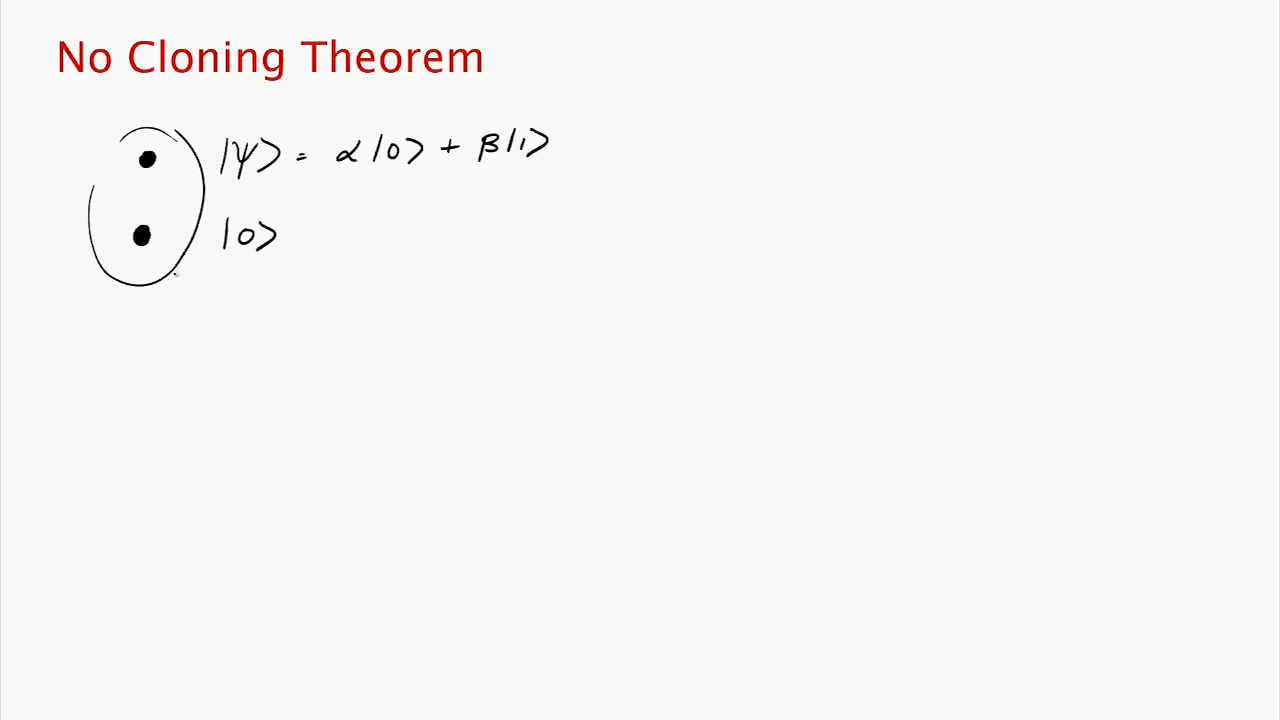 No Cloning Theorem
|ψ> = α|0> + β|1>
|0>